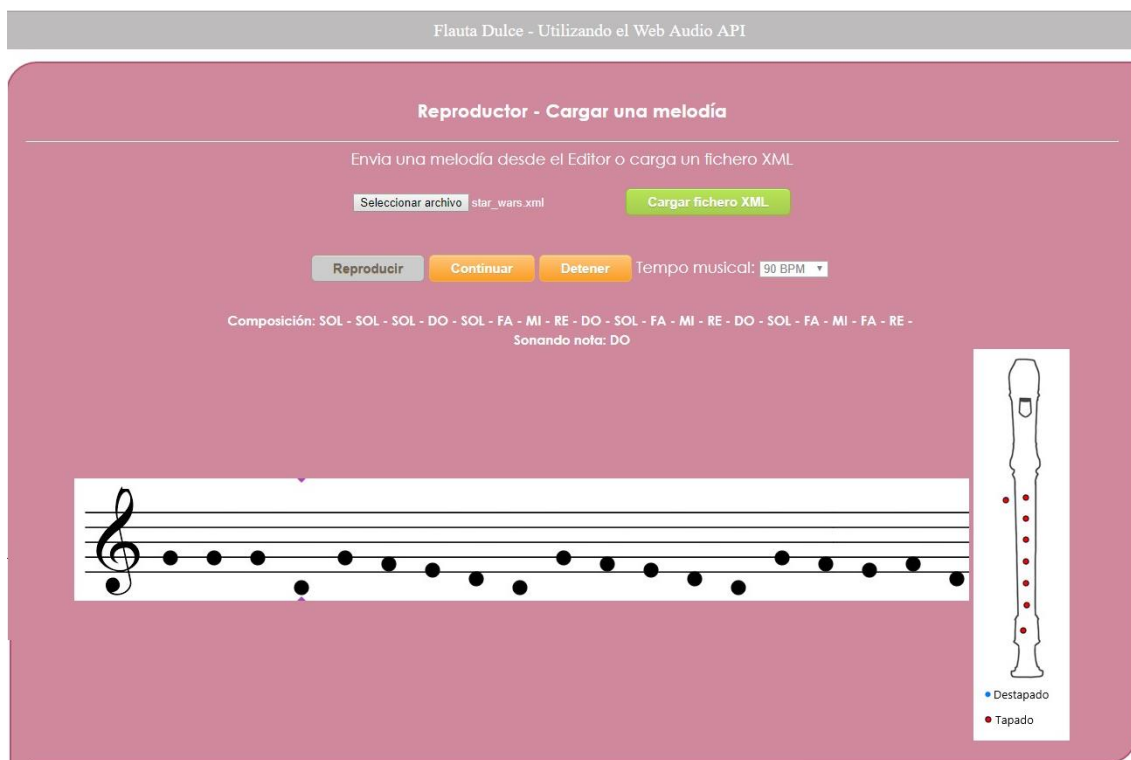 Flauta Dulce - Utilizando el Web Audio API
Reproductor - Cargar una melodía
Envia una melodía desde el Editor o carga un fichero XML
Seleccionar archivo star_wars.xml Cargar fichero XML
Reproducir Continuar Detener Tempo musical: 90 BPM
Composición: SOL - SOL - SOL - DO - SOL - FA - MI - RE - DO - SOL - FA - MI - RE - DO - SOL - FA - MI - FA - RE -
Sonando nota: DO
Destapado
Tapado